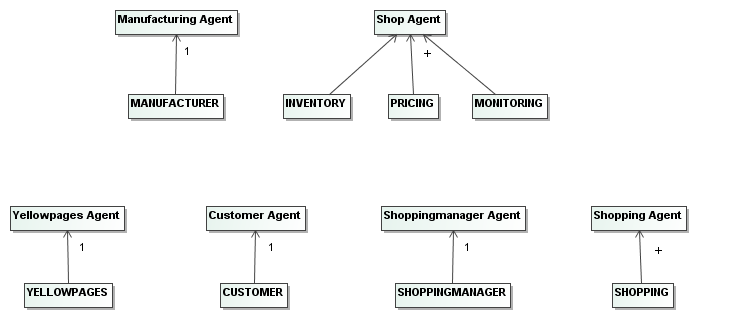 Manufacturing Agent
Shop Agent
1
+
MANUFACTURER
INVENTORY
PRICING
MONITORING
Yellowpages Agent
Customer Agent
Shoppingmanager Agent
Shopping Agent
1
1
1
+
YELLOWPAGES
CUSTOMER
SHOPPINGMANAGER
SHOPPING